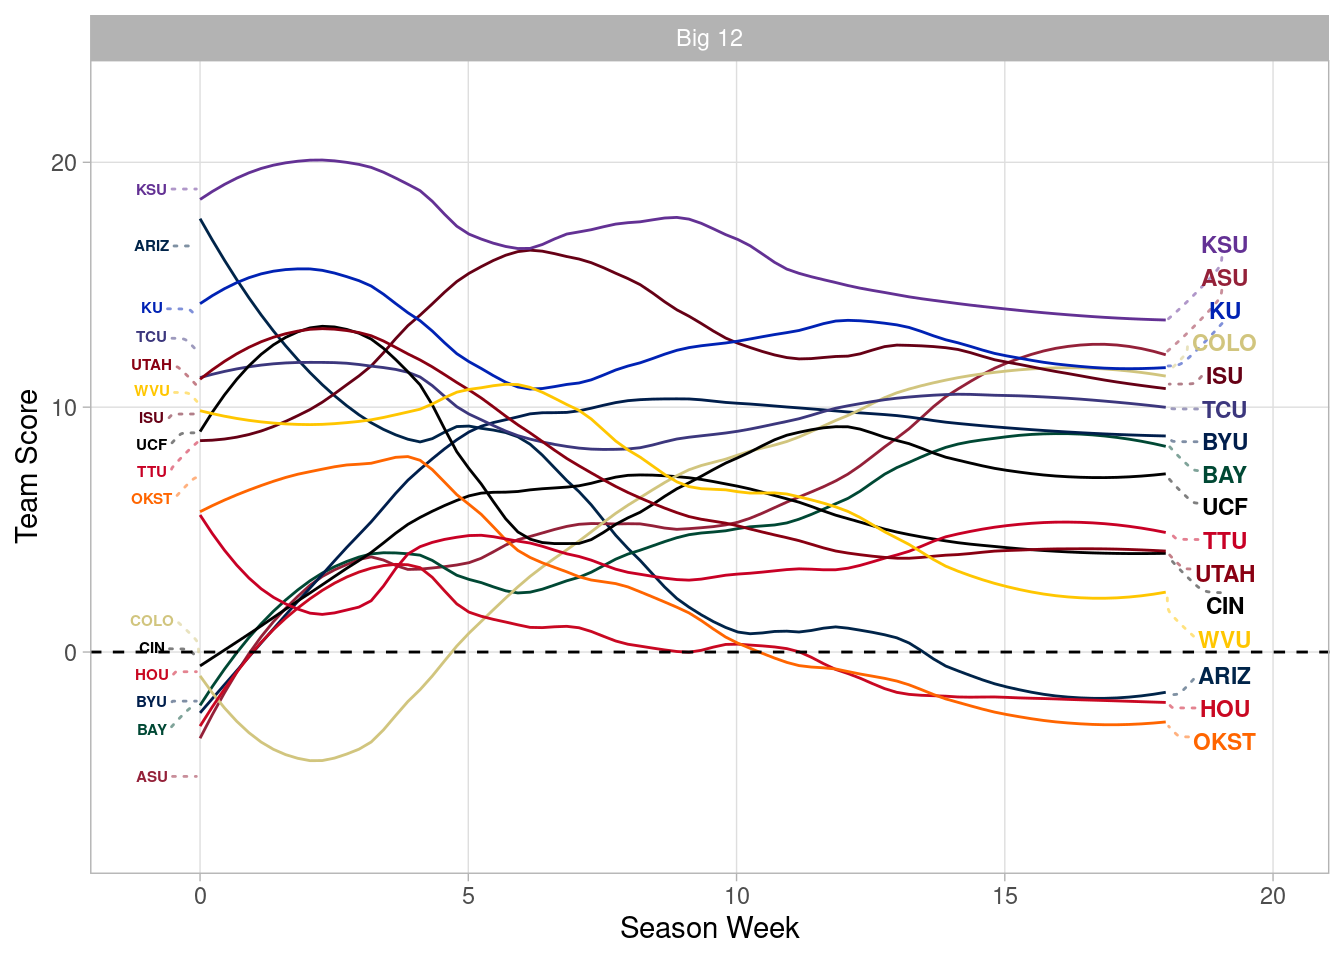 Big 12
Team Score
20
10
0
KSU
ARIZ
KU
TCU
UTAH
WVU
ISU
UCF
TTU
OKST
COLO
CIN
HOU
BYU
BAY
ASU
KSU
ASU
KU
COLO
ISU
TCU
BYU
BAY
UCF
TTU
UTAH
CIN
WVU
ARIZ
HOU
OKST
0 5 10 15 20
Season Week